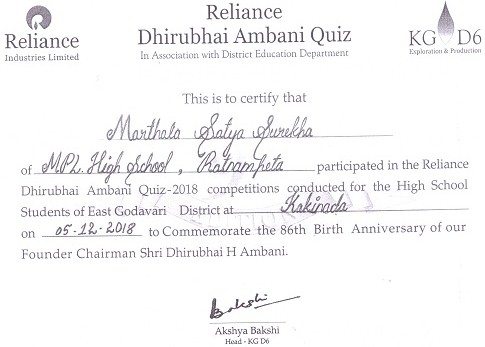 Reliance
Industries Limited
Reliance
Dhirubhai Ambani Quiz
In Association with District Education Department
KG D6
Exploration & Production
This is to certify that
Marthala Satya Surekha
of MPL High School, Ratnampeta participated in the Reliance
Dhirubhai Ambani Quiz-2018 competitions conducted for the High School
Students of East Godavari District at Kakinada
on 05-12-2018 to Commemorate the 86th Birth Anniversary of our
Founder Chairman Shri Dhirubhai H Ambani.
Bakshi
Akshya Bakshi
Head - KG D6